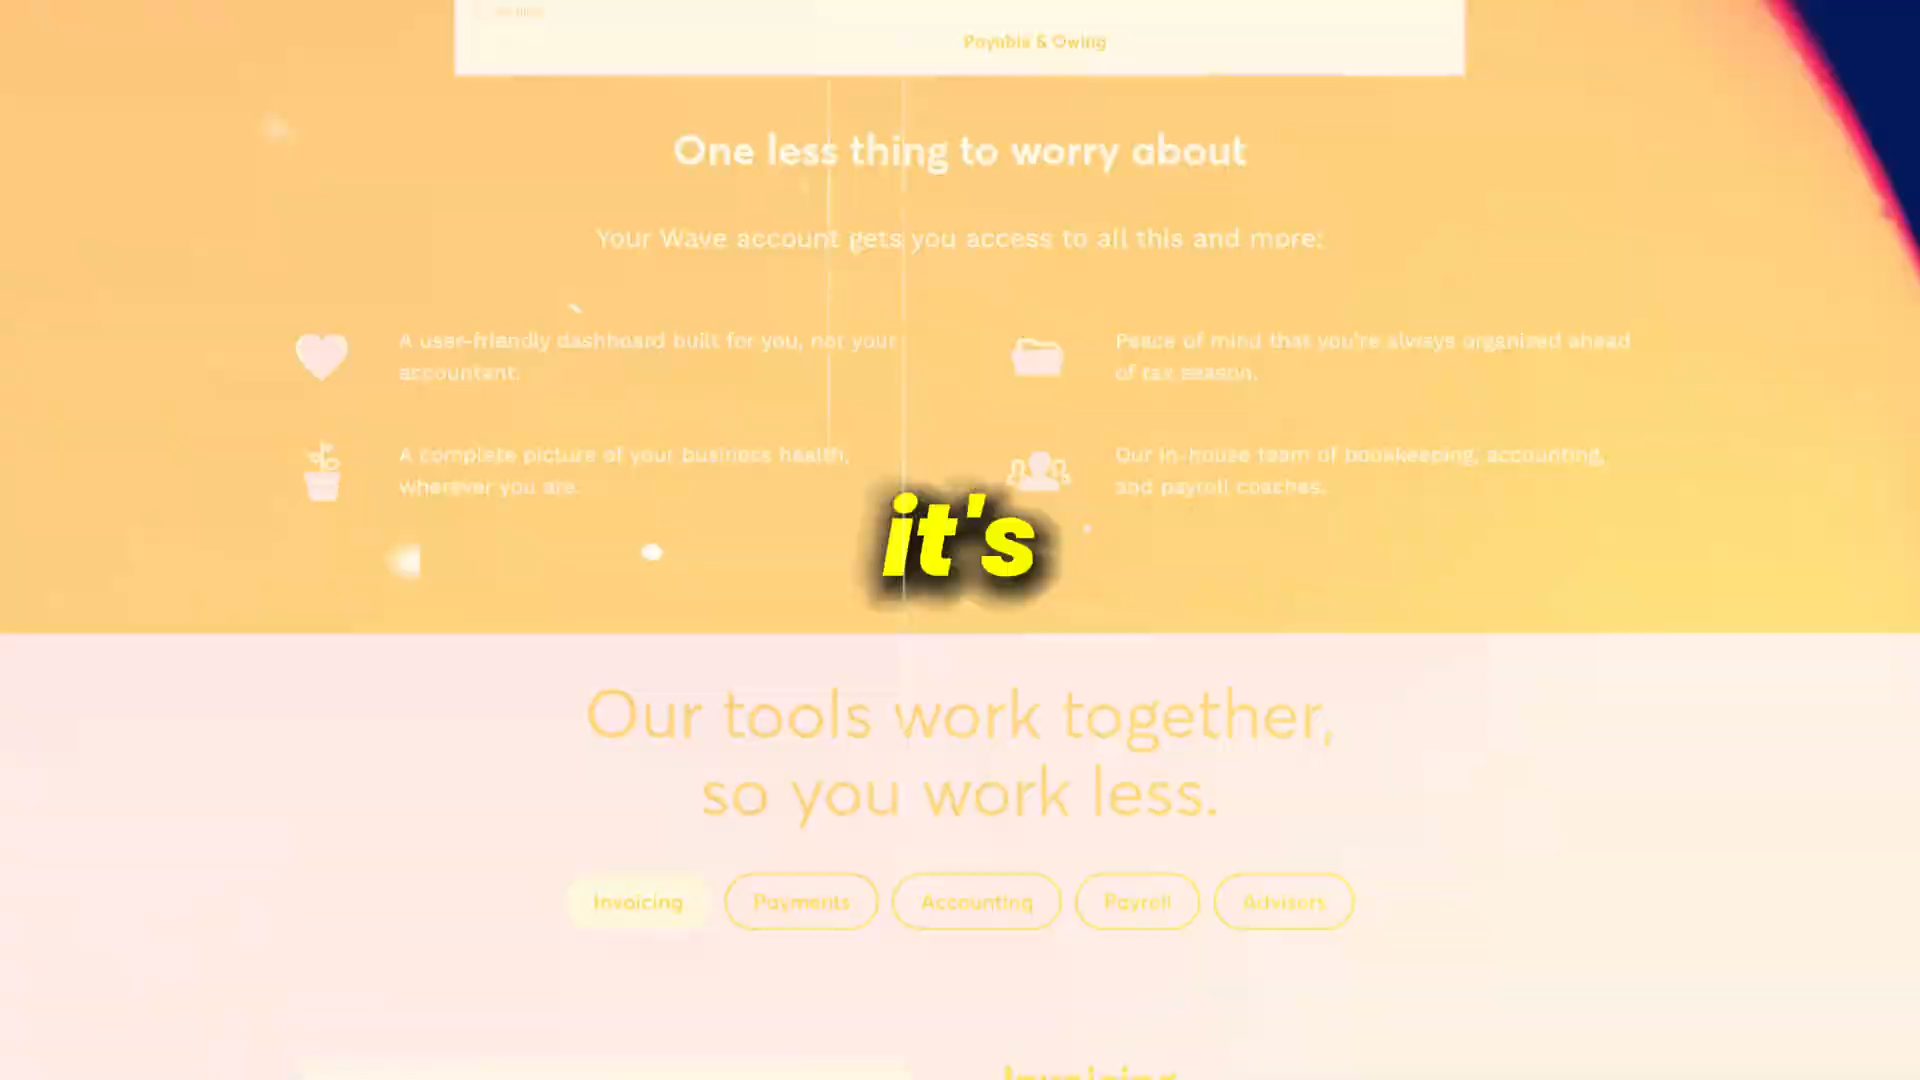 Payable & Owing
One less thing to worry about
Your Wave account gets you access to all this and more:
A user-friendly dashboard built for you, not your
accountant.
Peace of mind that you're always organized ahead
of tax season.
A complete picture of your business health,
wherever you are.
Our in-house team of bookkeeping, accounting,
and payroll coaches.
it's
Our tools work together,
so you work less.
Invoicing
Payments
Accounting
Payroll
Advisors
Invoicing